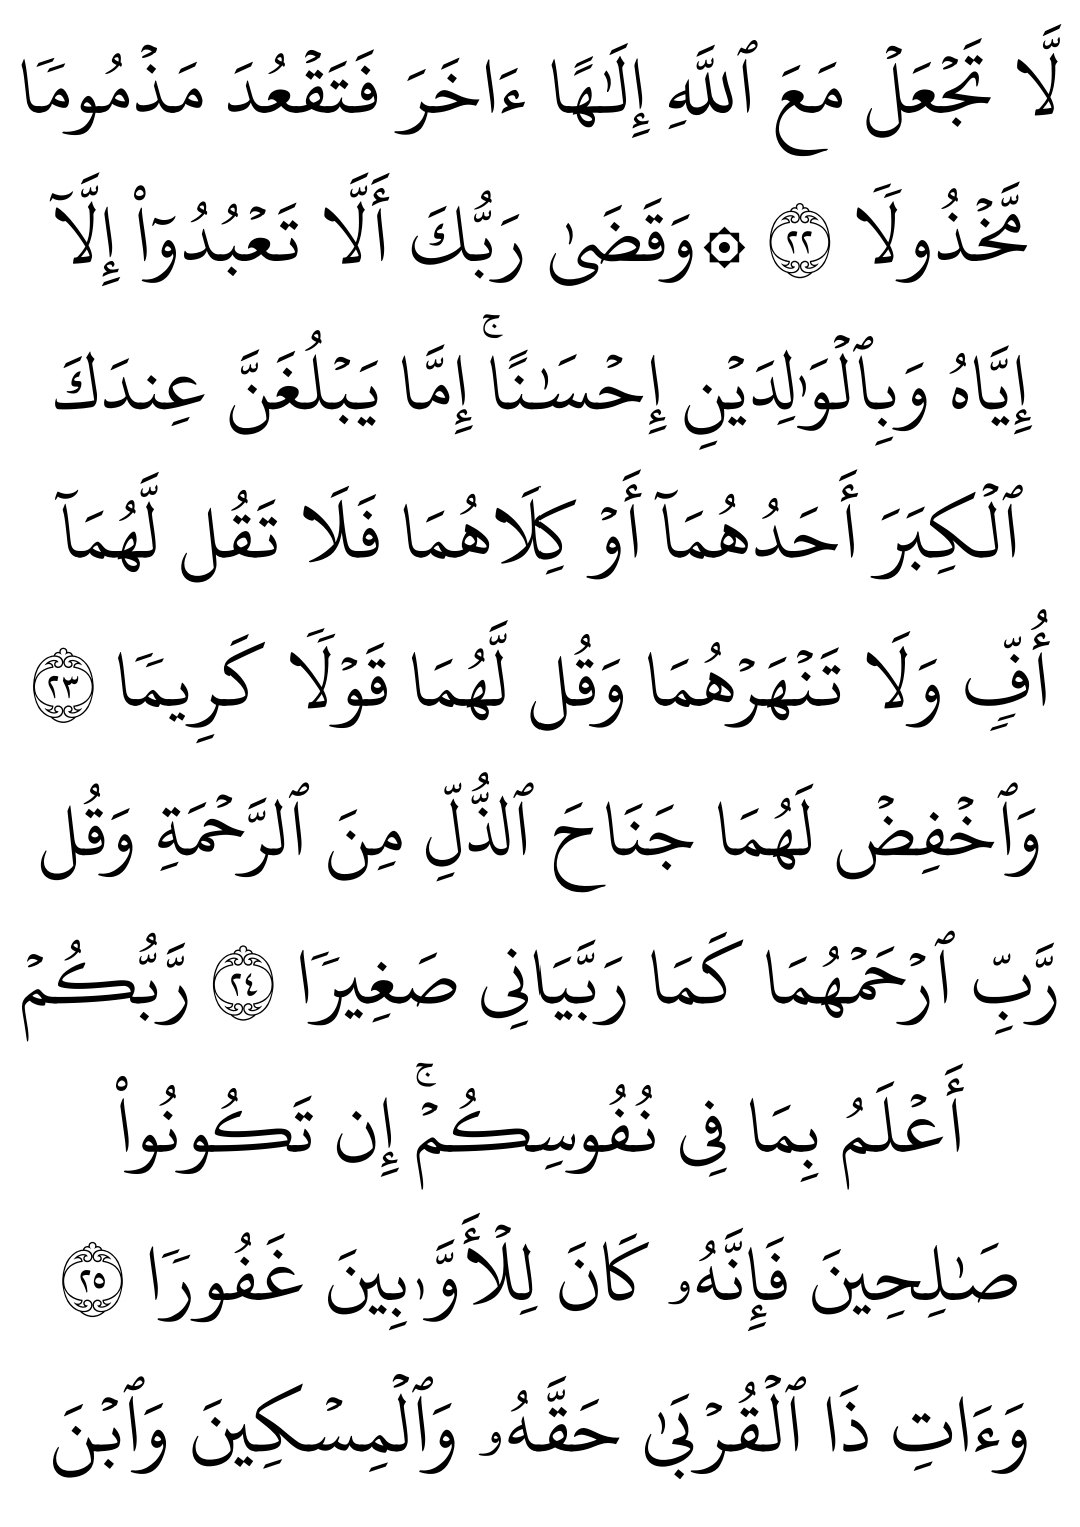 لَّا تَجۡعَلۡ مَعَ ٱللَّهِ إِلَٰهًا ءَاخَرَ فَتَقۡعُدَ مَذۡمُومٗا
مَّخۡذُولٗا ٢٢ ۞ وَقَضَىٰ رَبُّكَ أَلَّا تَعۡبُدُوٓاْ إِلَّآ
إِيَّاهُ وَبِٱلۡوَٰلِدَيۡنِ إِحۡسَٰنًاۚ إِمَّا يَبۡلُغَنَّ عِندَكَ
ٱلۡكِبَرَ أَحَدُهُمَآ أَوۡ كِلَاهُمَا فَلَا تَقُل لَّهُمَآ
أُفّٖ وَلَا تَنۡهَرۡهُمَا وَقُل لَّهُمَا قَوۡلٗا كَرِيمٗا ٢٣
وَٱخۡفِضۡ لَهُمَا جَنَاحَ ٱلذُّلِّ مِنَ ٱلرَّحۡمَةِ وَقُل
رَّبِّ ٱرۡحَمۡهُمَا كَمَا رَبَّيَانِي صَغِيرٗا ٢٤ رَّبُّكُمۡ
أَعۡلَمُ بِمَا فِي نُفُوسِكُمۡۚ إِن تَكُونُواْ
صَٰلِحِينَ فَإِنَّهُۥ كَانَ لِلۡأَوَّٰبِينَ غَفُورٗا ٢٥
وَءَاتِ ذَا ٱلۡقُرۡبَىٰ حَقَّهُۥ وَٱلۡمِسۡكِينَ وَٱبۡنَ